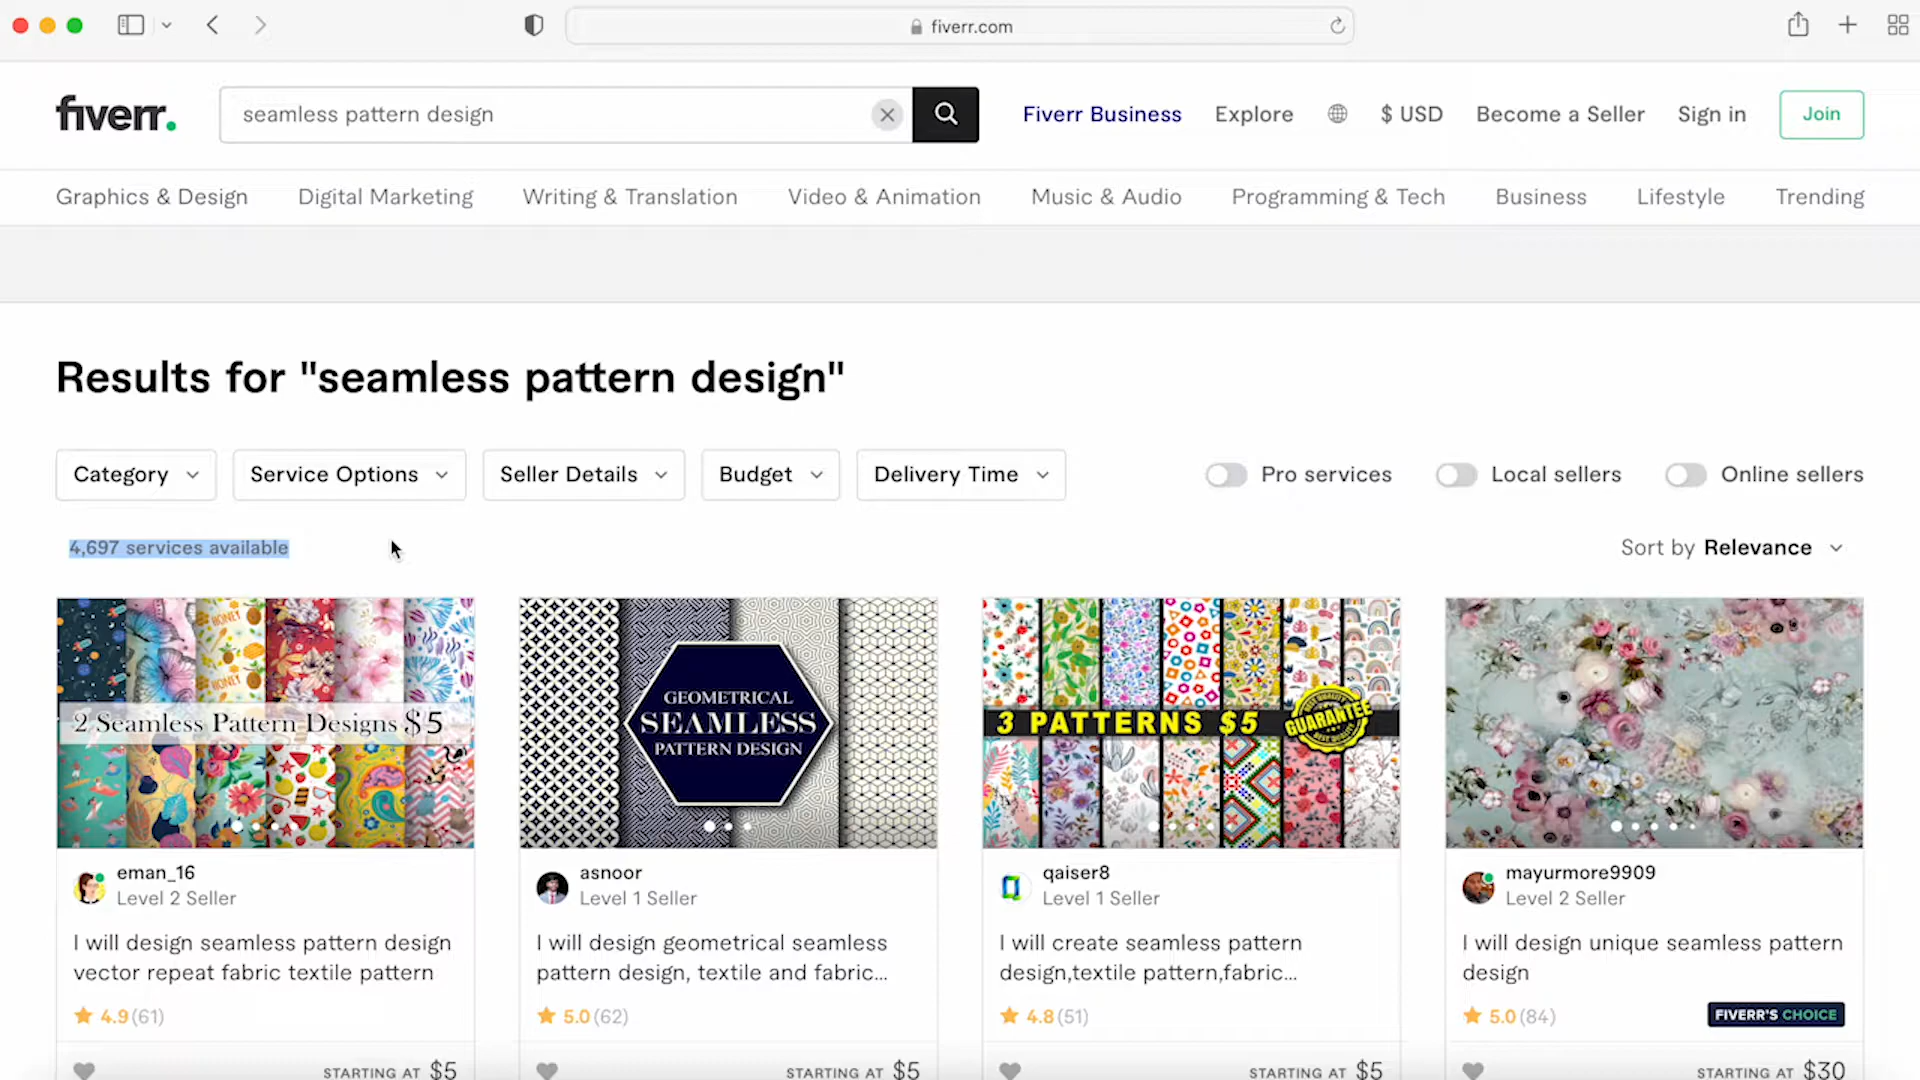 fiverr.com
fiverr.
seamless pattern design
Fiverr Business
Explore
$ USD
Become a Seller
Sign in
Join
Graphics & Design
Digital Marketing
Writing & Translation
Video & Animation
Music & Audio
Programming & Tech
Business
Lifestyle
Trending
Results for "seamless pattern design"
Category
Service Options
Seller Details
Budget
Delivery Time
Pro services
Local sellers
Online sellers
4,697 services available
Sort by Relevance
HONEY
HONEY
2 Seamless Pattern Designs $5
eman_16
Level 2 Seller
I will design seamless pattern design
vector repeat fabric textile pattern
4.9 (61)
STARTING AT $5
GEOMETRICAL
SEAMLESS
PATTERN DESIGN
asnoor
Level 1 Seller
I will design geometrical seamless
pattern design, textile and fabric...
5.0 (62)
STARTING AT $5
3 PATTERNS $5
GUARANTEE
qaiser8
Level 1 Seller
I will create seamless pattern
design,textile pattern,fabric...
4.8 (51)
STARTING AT $5
mayurmore9909
Level 2 Seller
I will design unique seamless pattern
design
5.0 (84)
FIVERR'S CHOICE
STARTING AT $30